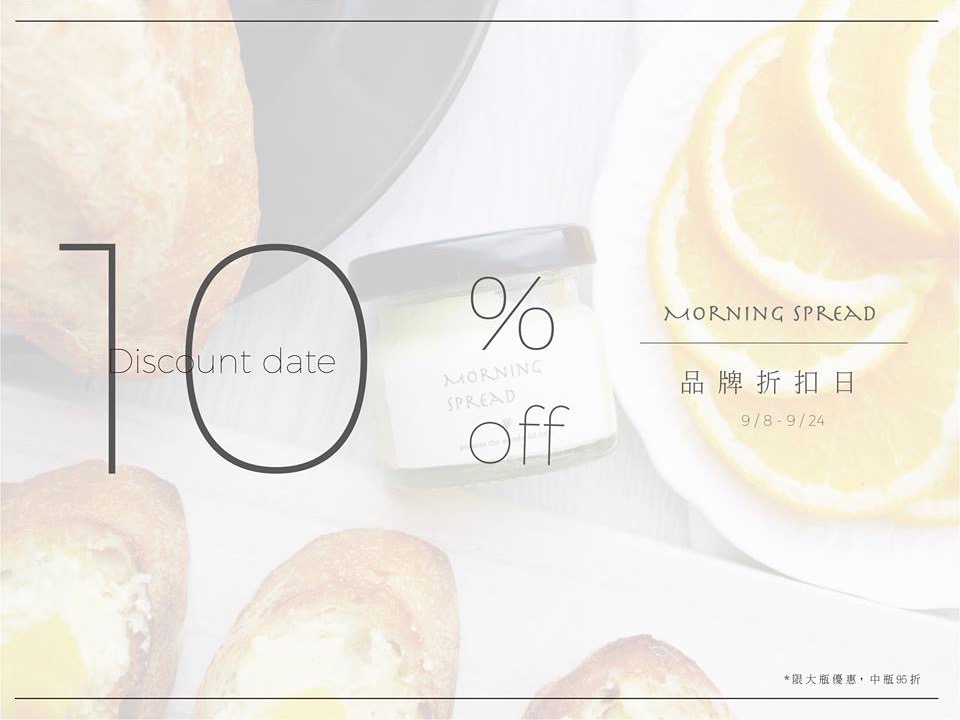 10
Discount date
%
off
MORNING SPREAD
品牌折扣日
9/8-9/24
MORNING
SPREAD
*限大瓶優惠，中瓶95折